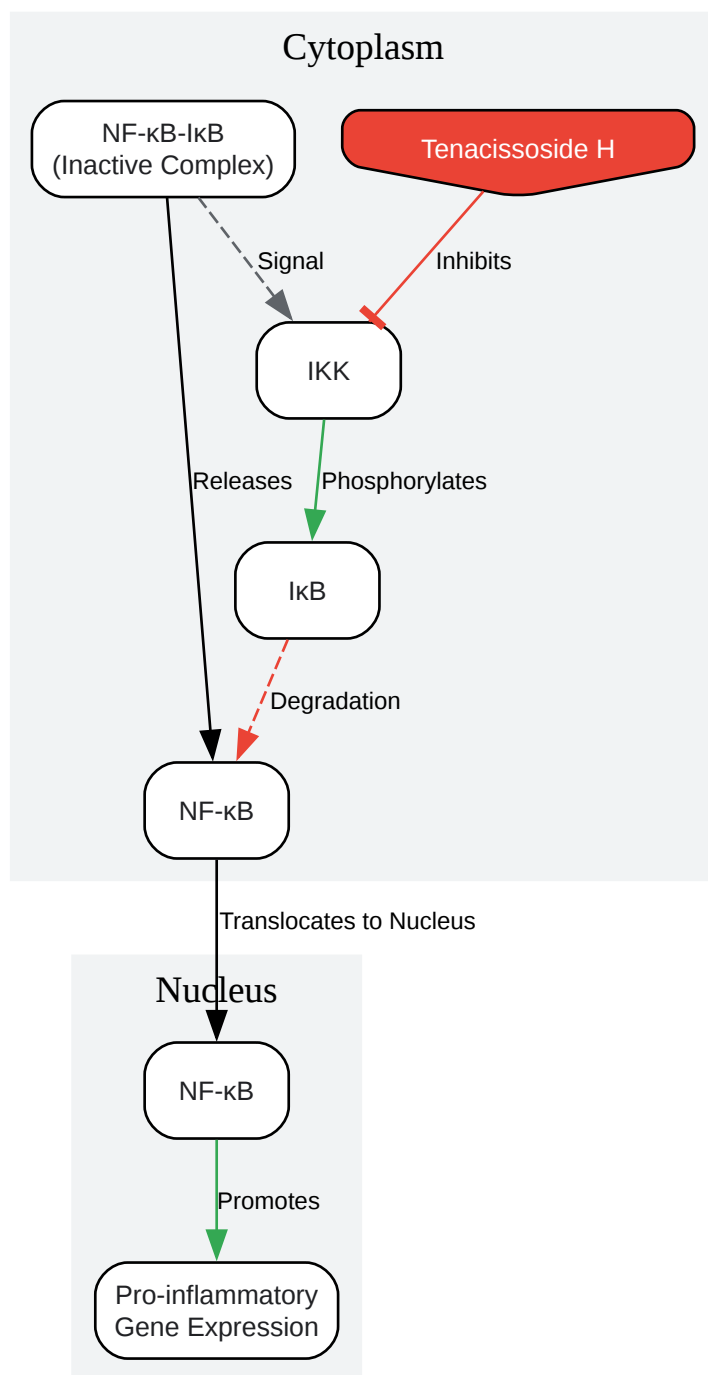 Cytoplasm
NF-κB-IκB
(Inactive Complex)
Tenacissoside H
Signal
Inhibits
IKK
Releases
Phosphorylates
IκB
Degradation
NF-κB
Translocates to Nucleus
Nucleus
NF-κB
Promotes
Pro-inflammatory
Gene Expression